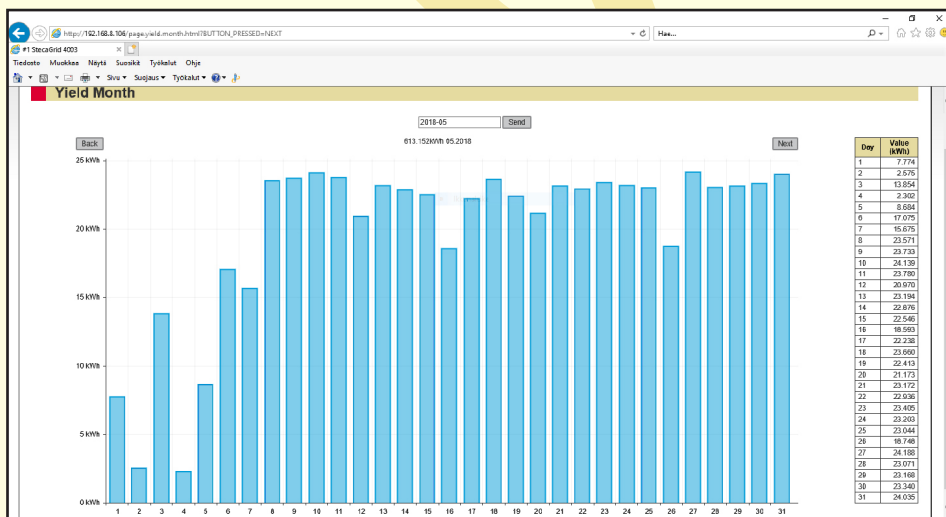 http://192.168.8.106/page.yield.month.html?BUTTON_PRESSED=NEXT
Hae...
#1 StecaGrid 4003
Tiedosto Muokkaa Näytä Suosikit Työkalut Ohje
Sivu Suojaus Työkalut
Yield Month
2018-05 Send
Back 613.152kWh 05.2018 Next
25 kWh
20 kWh
15 kWh
10 kWh
5 kWh
0 kWh
1 2 3 4 5 6 7 8 9 10 11 12 13 14 15 16 17 18 19 20 21 22 23 24 25 26 27 28 29 30 31
Day Value (kWh)
1 7.774
2 2.575
3 13.854
4 2.302
5 8.684
6 17.075
7 15.675
8 23.571
9 23.733
10 24.139
11 23.780
12 20.970
13 23.194
14 22.876
15 22.546
16 18.593
17 22.238
18 23.660
19 22.413
20 21.173
21 23.172
22 22.936
23 23.405
24 23.203
25 23.044
26 18.748
27 24.188
28 23.071
29 23.168
30 23.340
31 24.035